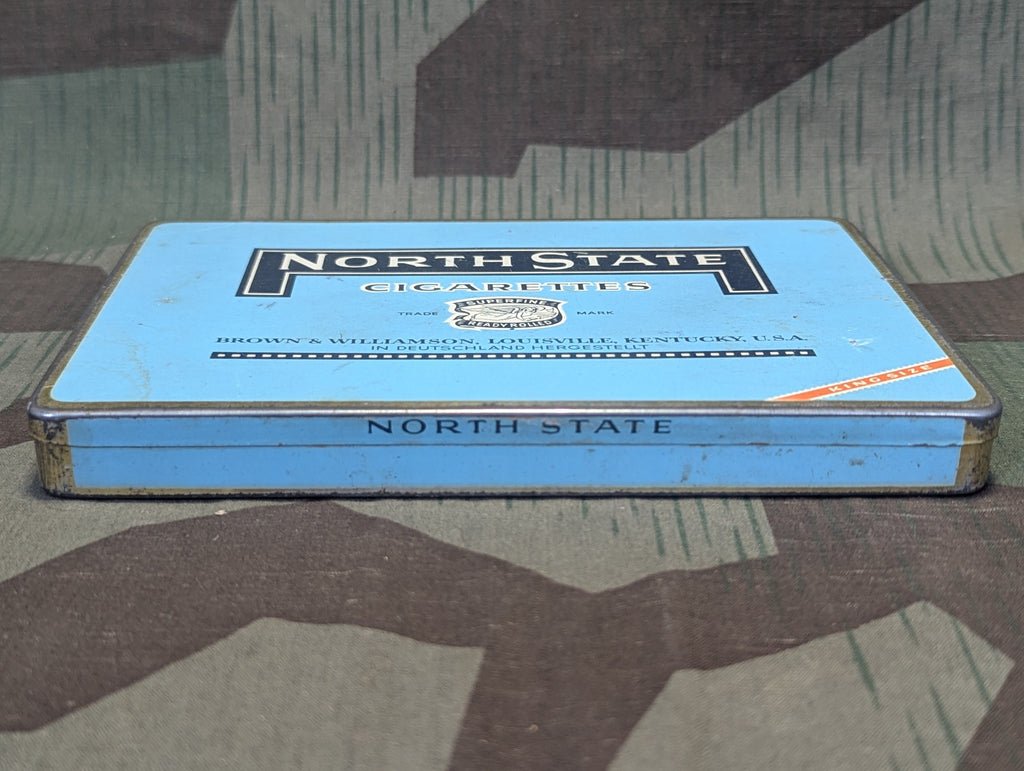 NORTH STATE
CIGARETTES
SUPERFINE
TRADE MARK
READY ROLLED
BROWN & WILLIAMSON, LOUISVILLE, KENTUCKY, U.S.A.
IN DEUTSCHLAND HERGESTELLT
KING SIZE
NORTH STATE